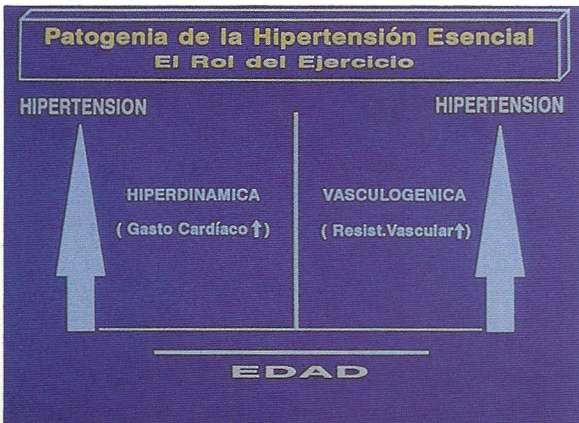 Patogenia de la Hipertensión Esencial
El Rol del Ejercicio
HIPERTENSION
HIPERTENSION
HIPERDINAMICA
( Gasto Cardíaco ↑)
VASCULOGENICA
( Resist.Vascular↑)
EDAD